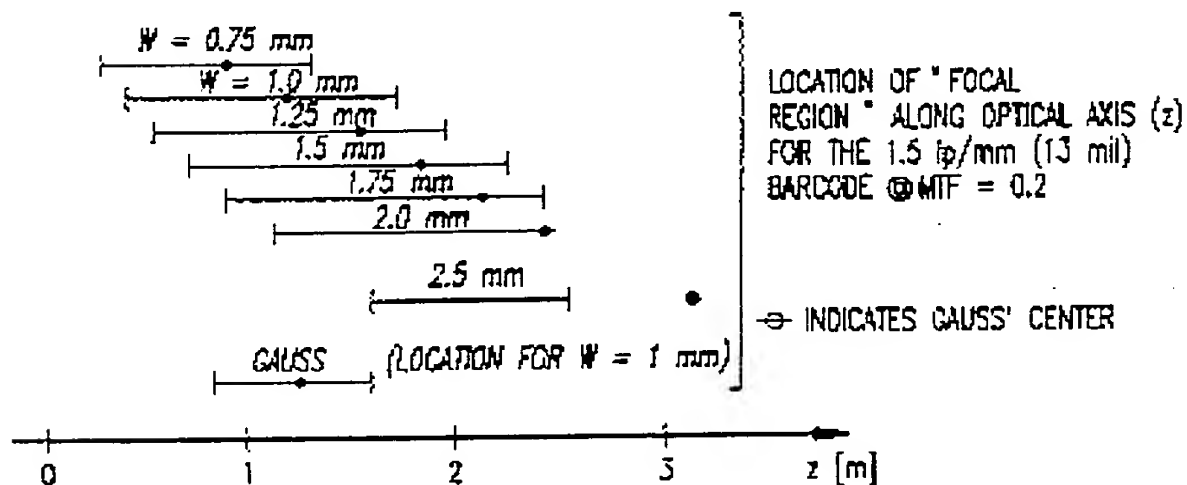 W = 0.75 mm
W = 1.0 mm
1.25 mm
1.5 mm
1.75 mm
2.0 mm
2.5 mm
GAUSS
(LOCATION FOR W = 1 mm)
LOCATION OF "FOCAL
REGION" ALONG OPTICAL AXIS (z)
FOR THE 1.5 lp/mm (13 mil)
BARCODE @ MTF = 0.2
INDICATES GAUSS' CENTER
0 1 2 3 z [m]